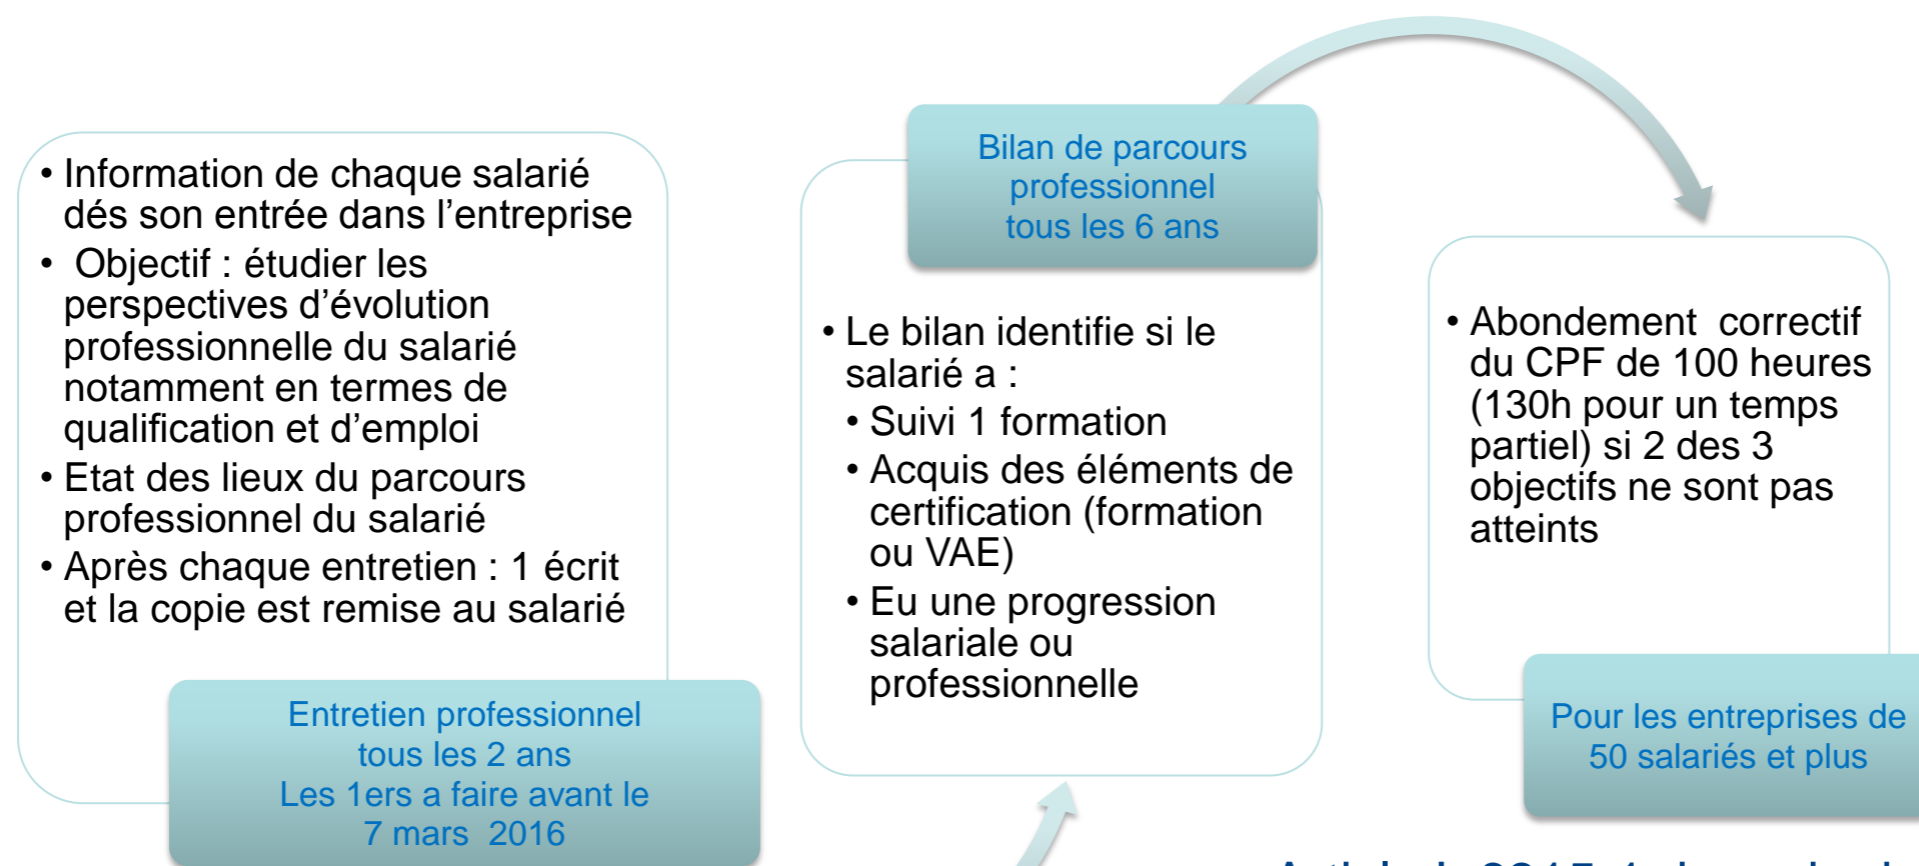 • Information de chaque salarié
dés son entrée dans l’entreprise
• Objectif : étudier les
perspectives d’évolution
professionnelle du salarié
notamment en termes de
qualification et d’emploi
• Etat des lieux du parcours
professionnel du salarié
• Après chaque entretien : 1 écrit
et la copie est remise au salarié
Entretien professionnel
tous les 2 ans
Les 1ers a faire avant le
7 mars 2016
Bilan de parcours
professionnel
tous les 6 ans
• Le bilan identifie si le
salarié a :
• Suivi 1 formation
• Acquis des éléments de
certification (formation
ou VAE)
• Eu une progression
salariale ou
professionnelle
• Abondement correctif
du CPF de 100 heures
(130h pour un temps
partiel) si 2 des 3
objectifs ne sont pas
atteints
Pour les entreprises de
50 salariés et plus